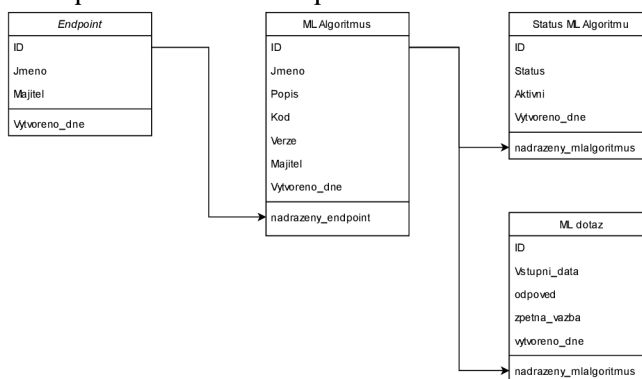 Endpoint
ID
Jmeno
Majitel
Vytvoreno_dne
ML Algoritmus
ID
Jmeno
Popis
Kod
Verze
Majitel
Vytvoreno_dne
nadrazeny_endpoint
Status ML Algoritmu
ID
Status
Aktivni
Vytvoreno_dne
nadrazeny_mlalgoritmus
ML dotaz
ID
Vstupni_data
odpoved
zpetna_vazba
vytvoreno_dne
nadrazeny_mlalgoritmus